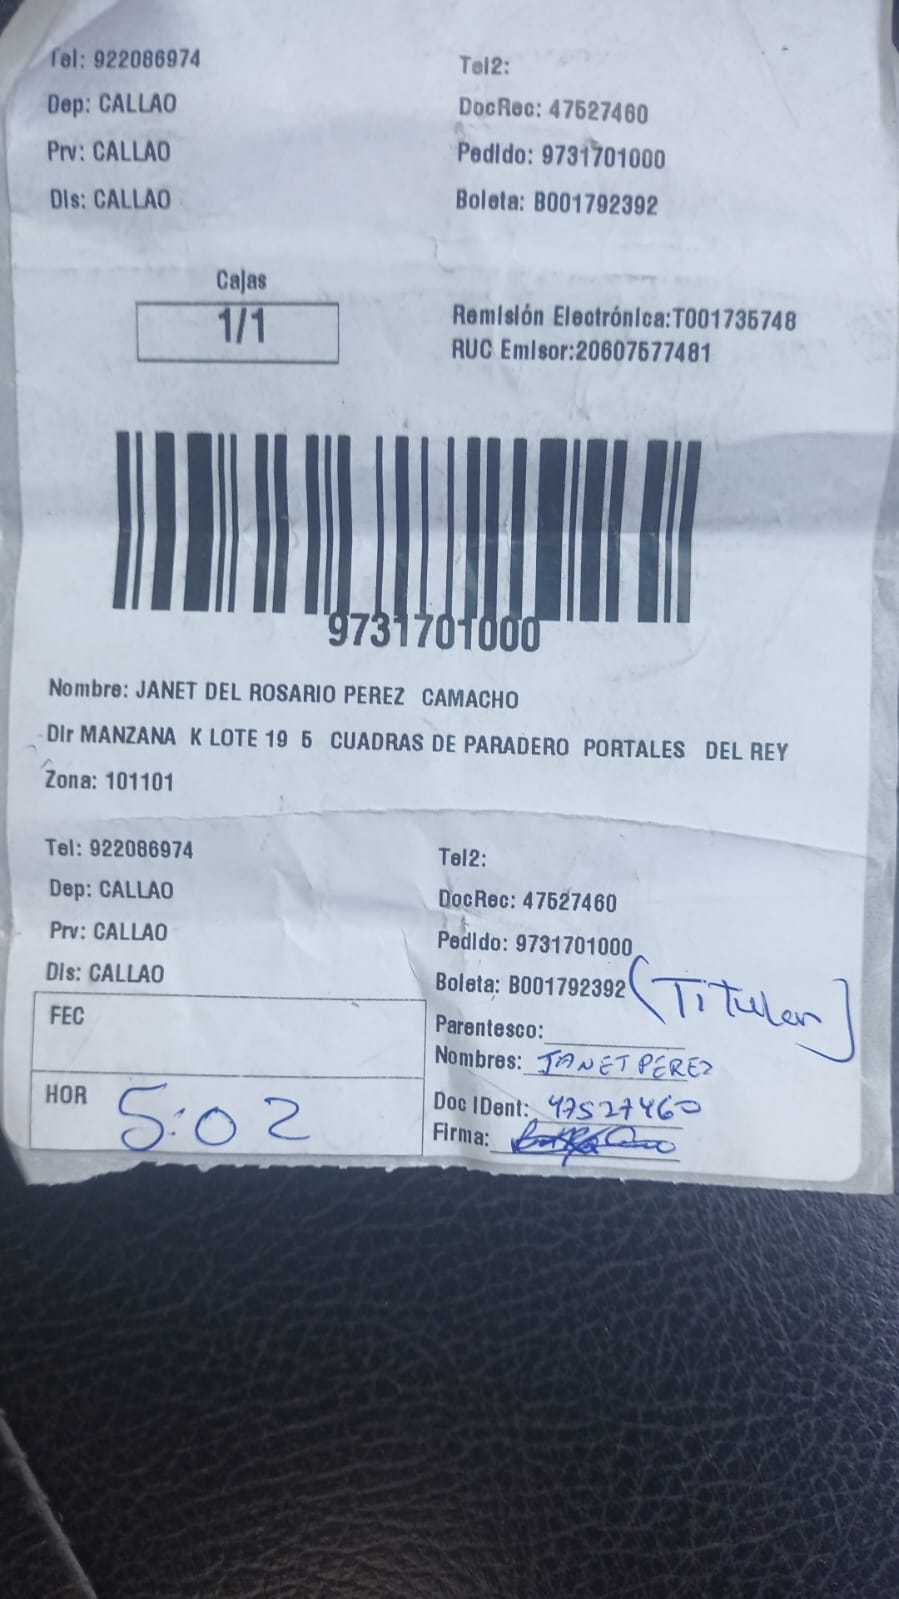 Tel: 922086974
Tel2:
Dep: CALLAO
DocRec: 47527460
Prv: CALLAO
Pedido: 9731701000
Dis: CALLAO
Boleta: B001792392
Cajas
1/1
Remisión Electrónica:T001735748
RUC Emisor:20607577481
9731701000
Nombre: JANET DEL ROSARIO PEREZ CAMACHO
Dir MANZANA K LOTE 19 5 CUADRAS DE PARADERO PORTALES DEL REY
Zona: 101101
Tel: 922086974
Tel2:
Dep: CALLAO
DocRec: 47527460
Prv: CALLAO
Pedido: 9731701000
Dis: CALLAO
Boleta: B001792392 (Titular)
FEC
Parentesco:
Nombres: JANET PEREZ
HOR 5:02
Doc IDent: 47527460
Firma: